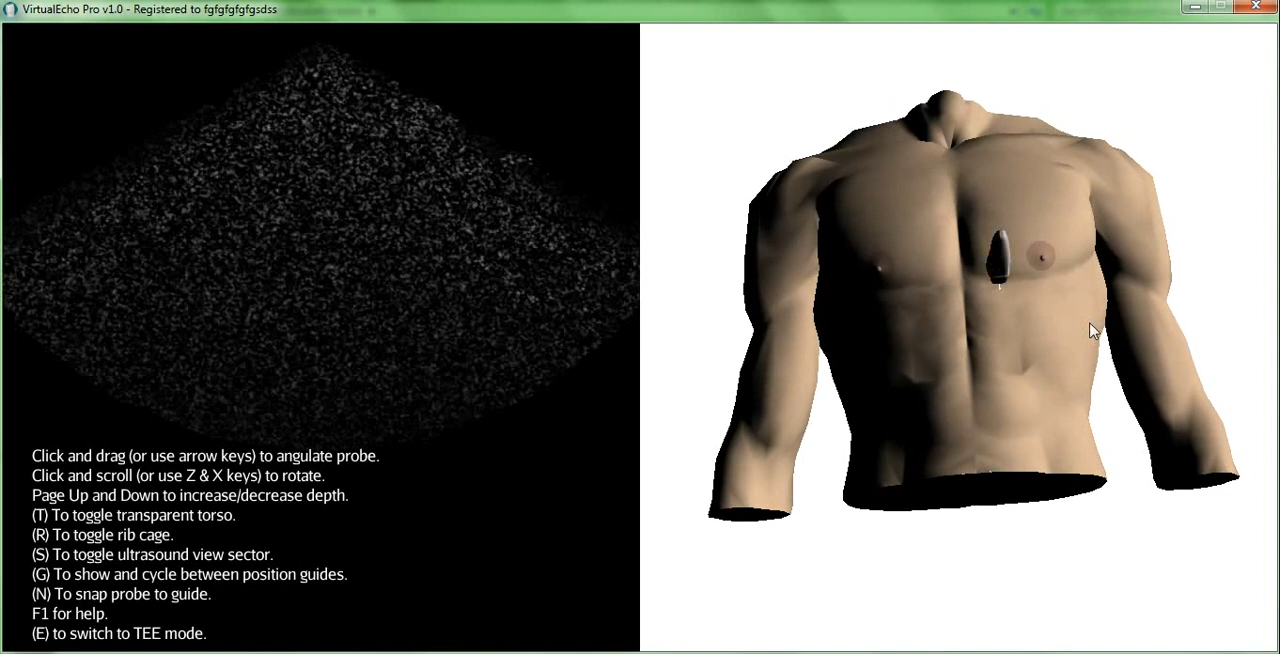 VirtualEcho Pro v1.0 - Registered to fgfgfgfgfgsdss
Click and drag (or use arrow keys) to angulate probe.
Click and scroll (or use Z & X keys) to rotate.
Page Up and Down to increase/decrease depth.
(T) To toggle transparent torso.
(R) To toggle rib cage.
(S) To toggle ultrasound view sector.
(G) To show and cycle between position guides.
(N) To snap probe to guide.
F1 for help.
(E) to switch to TEE mode.